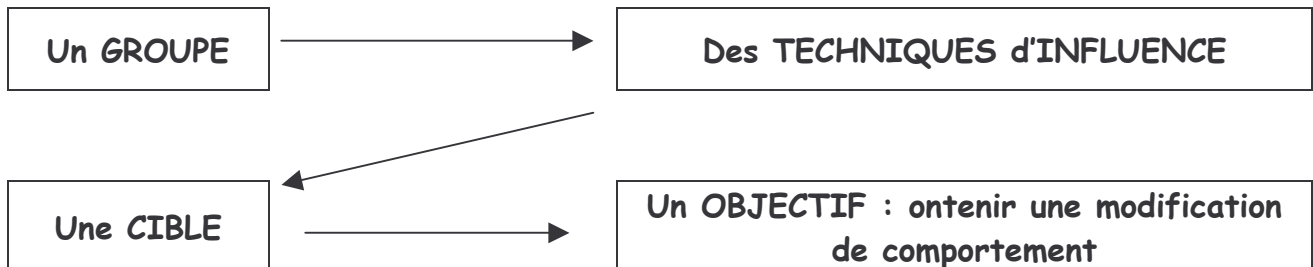 Un GROUPE
Des TECHNIQUES d'INFLUENCE
Une CIBLE
Un OBJECTIF : ontenir une modification
de comportement